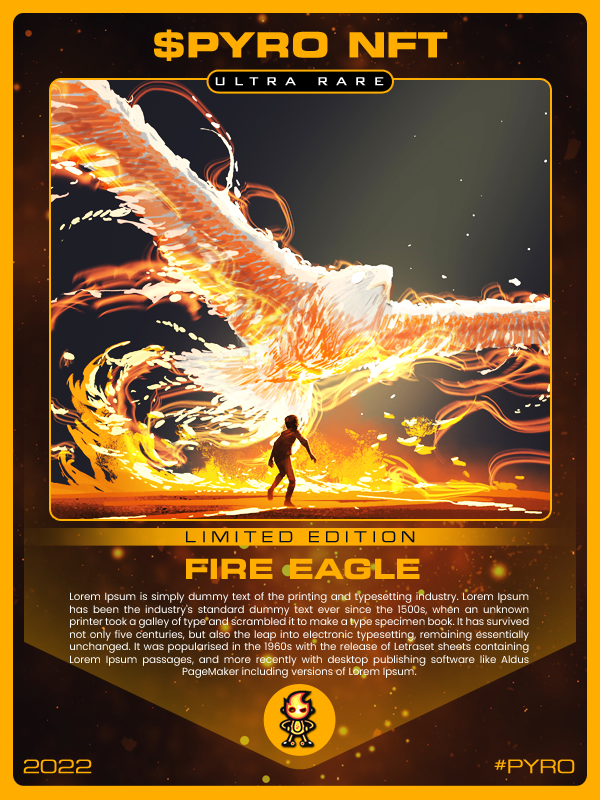 $PYRO NFT
ULTRA RARE
LIMITED EDITION
FIRE EAGLE
Lorem Ipsum is simply dummy text of the printing and typesetting industry. Lorem Ipsum
has been the industry's standard dummy text ever since the 1500s, when an unknown
printer took a galley of type and scrambled it to make a type specimen book. It has survived
not only five centuries, but also the leap into electronic typesetting, remaining essentially
unchanged. It was popularised in the 1960s with the release of Letraset sheets containing
Lorem Ipsum passages, and more recently with desktop publishing software like Aldus
PageMaker including versions of Lorem Ipsum.
2022
#PYRO